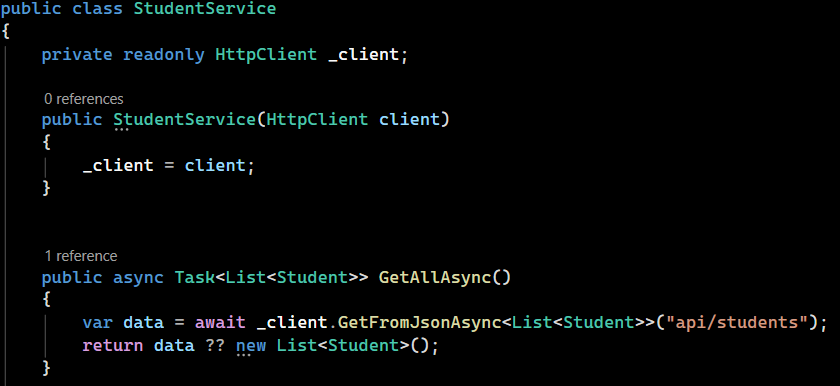 public class StudentService
{
private readonly HttpClient _client;
0 references
public StudentService(HttpClient client)
{
_client = client;
}
1 reference
public async Task<List<Student>> GetAllAsync()
{
var data = await _client.GetFromJsonAsync<List<Student>>("api/students");
return data ?? new List<Student>();
}